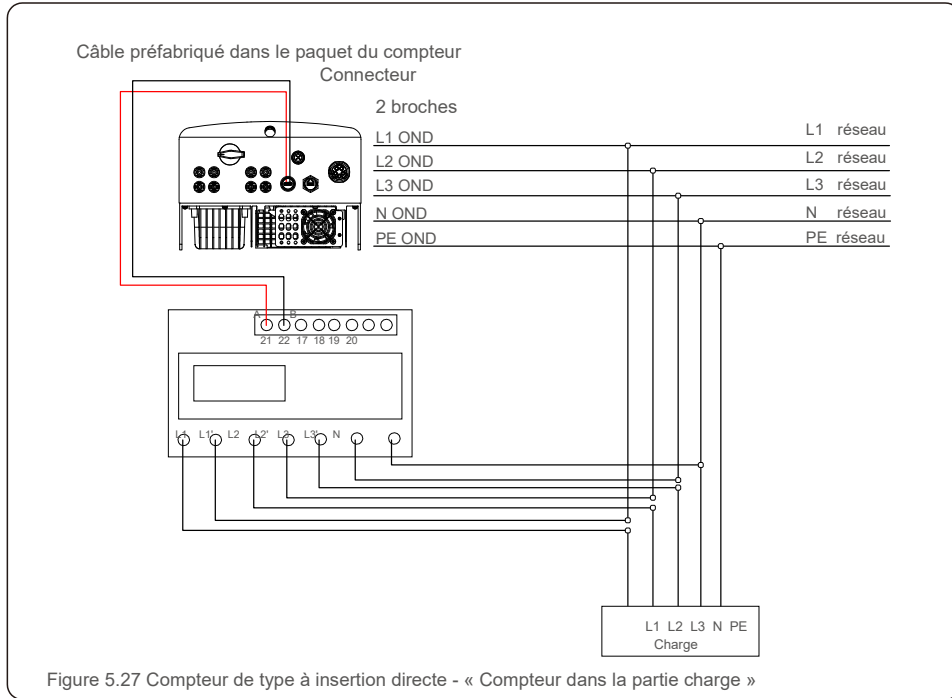 Câble préfabriqué dans le paquet du compteur
Connecteur
2 broches
L1 OND
L1 réseau
L2 OND
L2 réseau
L3 OND
L3 réseau
N OND
N réseau
PE OND
PE réseau
A B
21 22 17 18 19 20
L1 L1' L2 L2' L3 L3' N
L1 L2 L3 N PE
Charge
Figure 5.27 Compteur de type à insertion directe - « Compteur dans la partie charge »